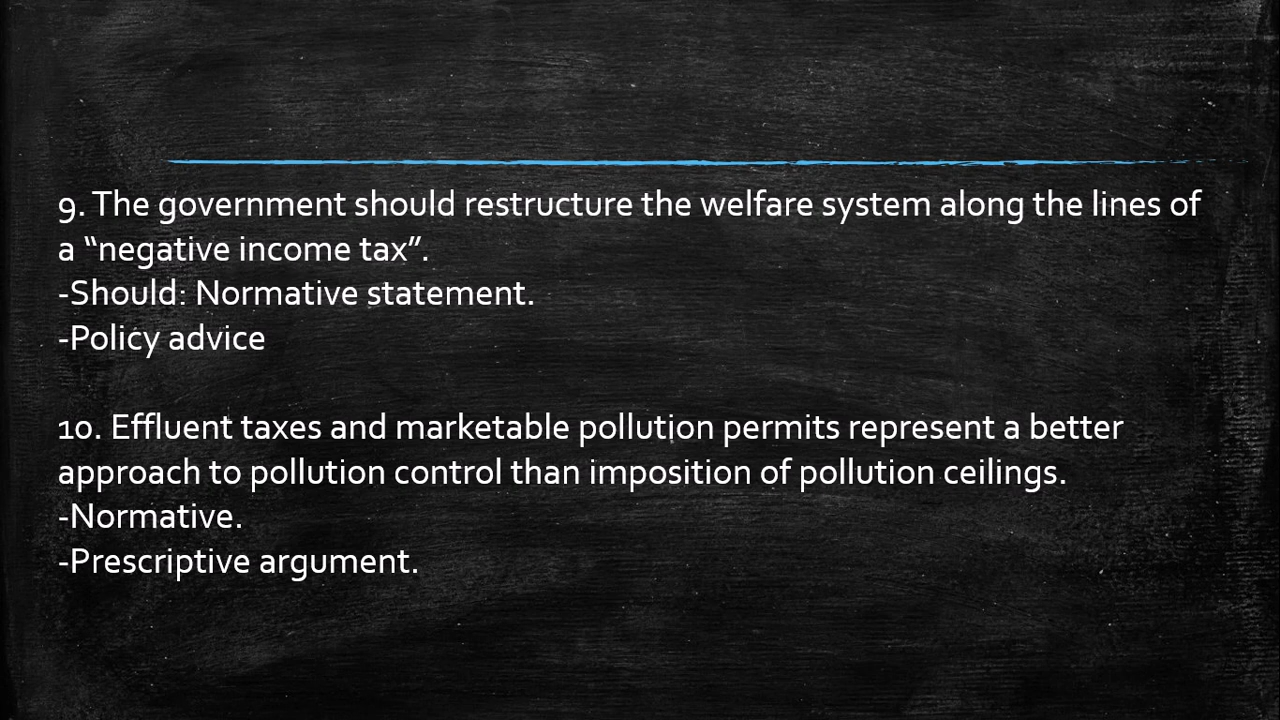 9. The government should restructure the welfare system along the lines of
a “negative income tax”.
-Should: Normative statement.
-Policy advice
10. Effluent taxes and marketable pollution permits represent a better
approach to pollution control than imposition of pollution ceilings.
-Normative.
-Prescriptive argument.